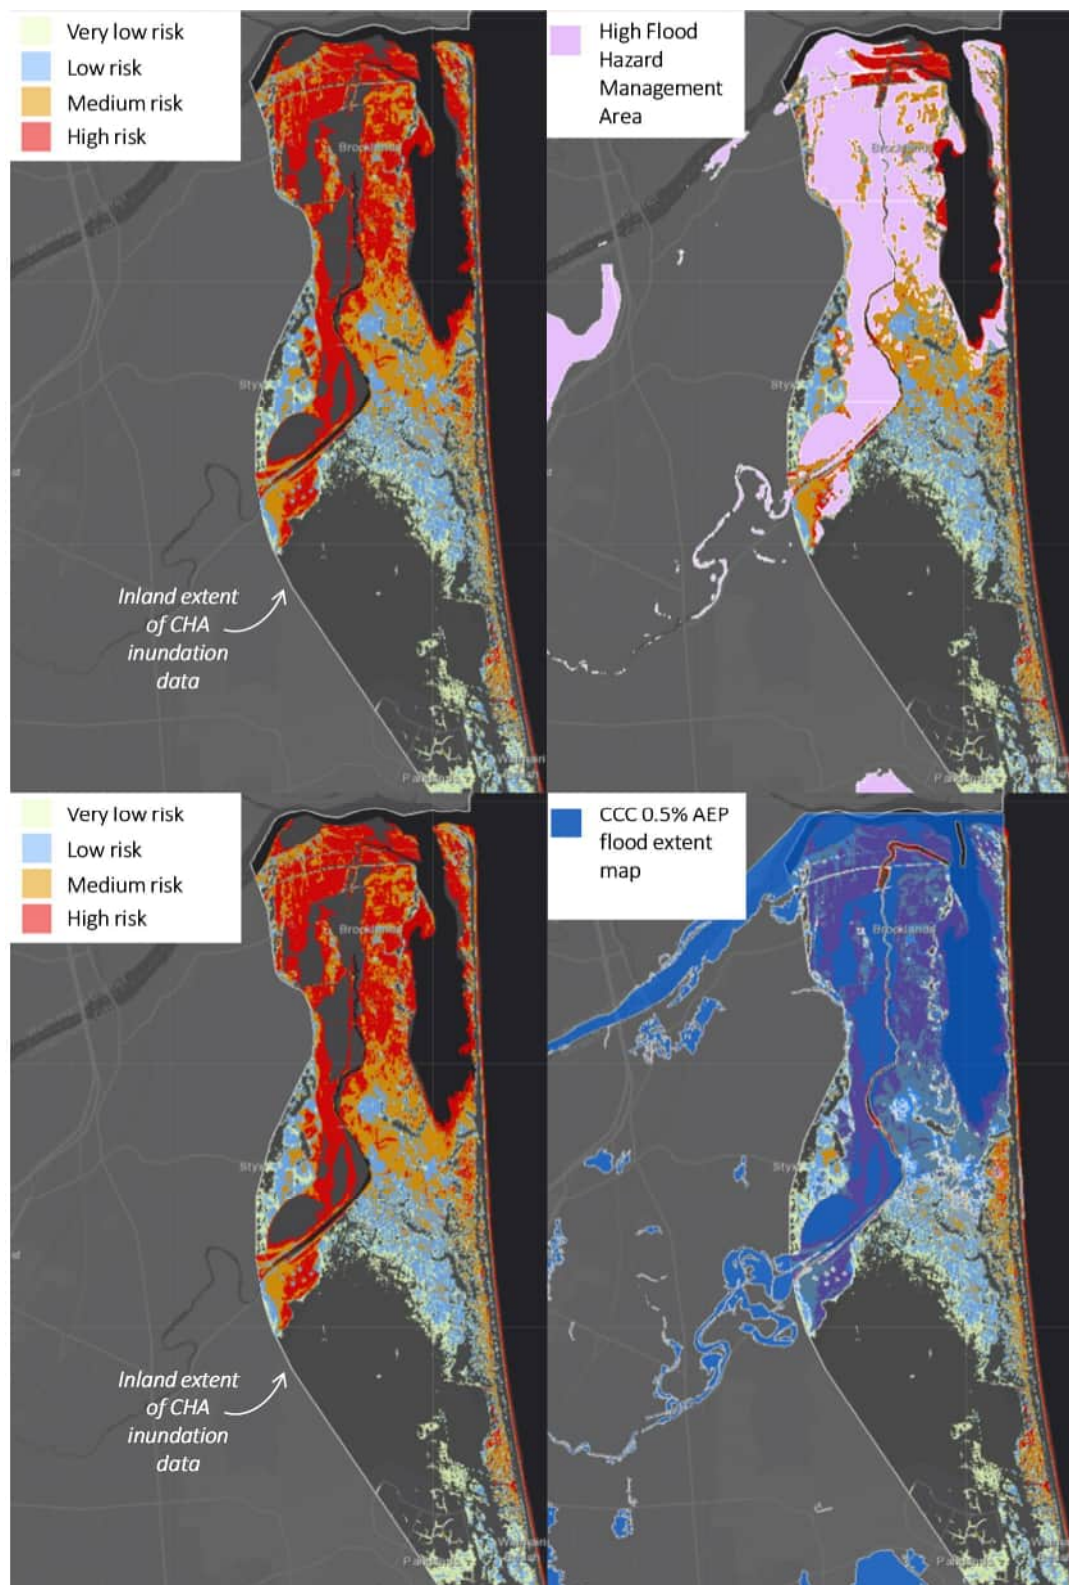 Very low risk
Low risk
Medium risk
High risk
Inland extent
of CHA
inundation
data
High Flood
Hazard
Management
Area
Very low risk
Low risk
Medium risk
High risk
Inland extent
of CHA
inundation
data
CCC 0.5% AEP
flood extent
map